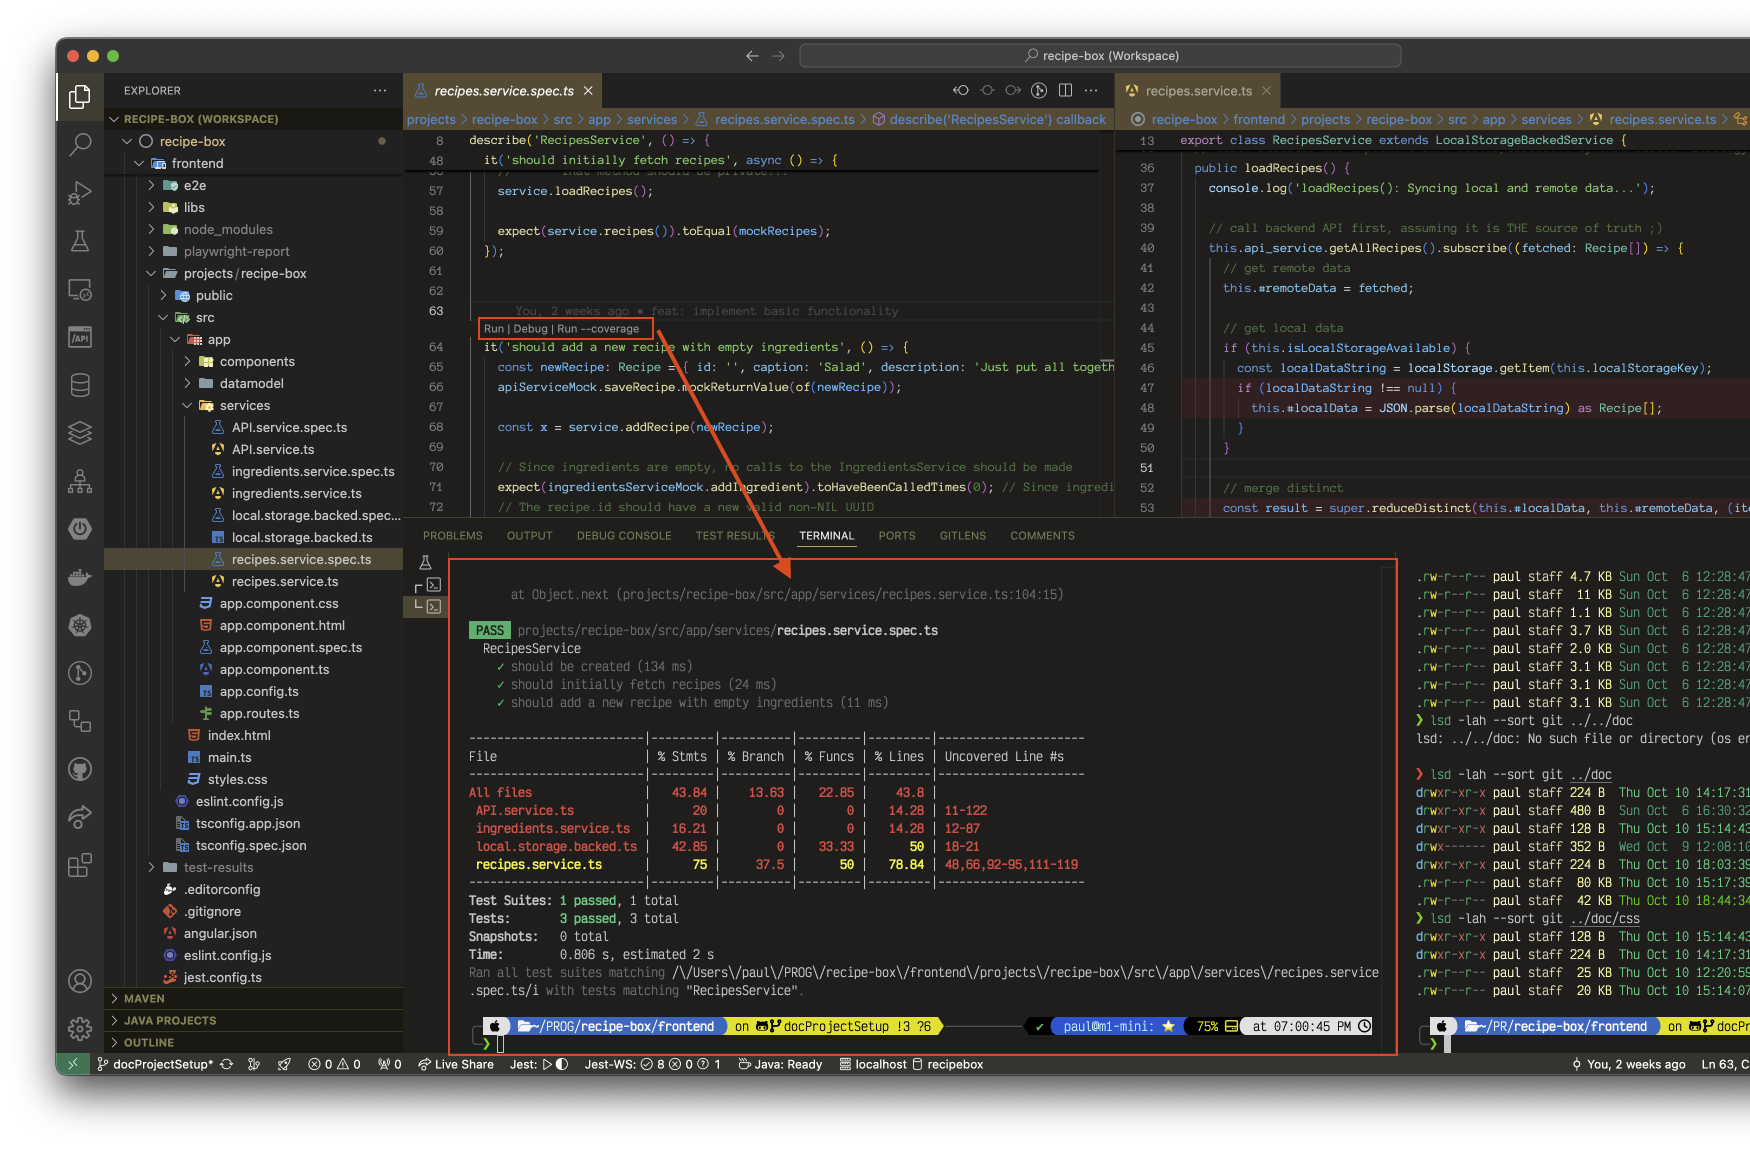 recipe-box (Workspace)
EXPLORER
RECIPE-BOX (WORKSPACE)
recipe-box
frontend
e2e
libs
node_modules
playwright-report
projects/recipe-box
public
src
app
components
datamodel
services
API.service.spec.ts
API.service.ts
ingredients.service.spec.ts
ingredients.service.ts
local.storage.backed.spec...
local.storage.backed.ts
recipes.service.spec.ts
recipes.service.ts
app.component.css
app.component.html
app.component.spec.ts
app.component.ts
app.config.ts
app.routes.ts
index.html
main.ts
styles.css
eslint.config.js
tsconfig.app.json
tsconfig.spec.json
test-results
.editorconfig
.gitignore
angular.json
eslint.config.js
jest.config.ts
MAVEN
JAVA PROJECTS
OUTLINE
recipes.service.spec.ts
projects > recipe-box > src > app > services > recipes.service.spec.ts > describe('RecipesService') callback
8 describe('RecipesService', () => {
48 it('should initially fetch recipes', async () => {
57 service.loadRecipes();
58
59 expect(service.recipes()).toEqual(mockRecipes);
60 });
61
62
63 You, 2 weeks ago • feat: implement basic functionality
Run | Debug | Run --coverage
64 it('should add a new recipe with empty ingredients', () => {
65 const newRecipe: Recipe = { id: '', caption: 'Salad', description: 'Just put all togeth
66 apiServiceMock.saveRecipe.mockReturnValue(of(newRecipe));
67
68 const x = service.addRecipe(newRecipe);
69
70 // Since ingredients are empty, no calls to the IngredientsService should be made
71 expect(ingredientsServiceMock.addIngredient).toHaveBeenCalledTimes(0); // Since ingredi
72 // The recipe.id should have a new valid non-NIL UUID
recipes.service.ts
recipe-box > frontend > projects > recipe-box > src > app > services > recipes.service.ts >
13 export class RecipesService extends LocalStorageBackedService {
36 public loadRecipes() {
37 console.log('loadRecipes(): Syncing local and remote data...');
38
39 // call backend API first, assuming it is THE source of truth ;)
40 this.api_service.getAllRecipes().subscribe((fetched: Recipe[]) => {
41 // get remote data
42 this.#remoteData = fetched;
43
44 // get local data
45 if (this.isLocalStorageAvailable) {
46 const localDataString = localStorage.getItem(this.localStorageKey);
47 if (localDataString !== null) {
48 this.#localData = JSON.parse(localDataString) as Recipe[];
49 }
50 }
51
52 // merge distinct
53 const result = super.reduceDistinct(this.#localData, this.#remoteData, (ite
PROBLEMS OUTPUT DEBUG CONSOLE TEST RESULTS TERMINAL PORTS GITLENS COMMENTS
at Object.next (projects/recipe-box/src/app/services/recipes.service.ts:104:15)
PASS projects/recipe-box/src/app/services/recipes.service.spec.ts
RecipesService
✓ should be created (134 ms)
✓ should initially fetch recipes (24 ms)
✓ should add a new recipe with empty ingredients (11 ms)
-------------------------|---------|----------|---------|---------|---------------------
File | % Stmts | % Branch | % Funcs | % Lines | Uncovered Line #s
-------------------------|---------|----------|---------|---------|---------------------
All files | 43.84 | 13.63 | 22.85 | 43.8 |
API.service.ts | 20 | 0 | 0 | 14.28 | 11-122
ingredients.service.ts | 16.21 | 0 | 0 | 14.28 | 12-87
local.storage.backed.ts | 42.85 | 0 | 33.33 | 50 | 18-21
recipes.service.ts | 75 | 37.5 | 50 | 78.84 | 48,66,92-95,111-119
-------------------------|---------|----------|---------|---------|---------------------
Test Suites: 1 passed, 1 total
Tests: 3 passed, 3 total
Snapshots: 0 total
Time: 0.806 s, estimated 2 s
Ran all test suites matching /\/Users\/paul\/PROG\/recipe-box\/frontend\/projects\/recipe-box\/src\/app\/services\/recipes.service
.spec.ts/i with tests matching "RecipesService".
~/PROG/recipe-box/frontend on docProjectSetup !3 ?6 ✓ paul@m1-mini: 75% at 07:00:45 PM
❯
.rw-r--r-- paul staff 4.7 KB Sun Oct 6 12:28:47
.rw-r--r-- paul staff 11 KB Sun Oct 6 12:28:47
.rw-r--r-- paul staff 1.1 KB Sun Oct 6 12:28:47
.rw-r--r-- paul staff 3.7 KB Sun Oct 6 12:28:47
.rw-r--r-- paul staff 2.0 KB Sun Oct 6 12:28:47
.rw-r--r-- paul staff 3.1 KB Sun Oct 6 12:28:47
.rw-r--r-- paul staff 3.1 KB Sun Oct 6 12:28:47
.rw-r--r-- paul staff 3.1 KB Sun Oct 6 12:28:47
❯ lsd -lah --sort git ../../doc
lsd: ../../doc: No such file or directory (os er
❯ lsd -lah --sort git ../doc
drwxr-xr-x paul staff 224 B Thu Oct 10 14:17:31
drwxr-xr-x paul staff 480 B Sun Oct 6 16:30:32
drwxr-xr-x paul staff 128 B Thu Oct 10 15:14:43
drwx------ paul staff 352 B Wed Oct 9 12:08:10
drwxr-xr-x paul staff 224 B Thu Oct 10 18:03:39
.rw-r--r-- paul staff 80 KB Thu Oct 10 15:17:39
.rw-r--r-- paul staff 42 KB Thu Oct 10 18:44:34
❯ lsd -lah --sort git ../doc/css
drwxr-xr-x paul staff 128 B Thu Oct 10 15:14:43
drwxr-xr-x paul staff 224 B Thu Oct 10 14:17:31
.rw-r--r-- paul staff 25 KB Thu Oct 10 12:20:59
.rw-r--r-- paul staff 20 KB Thu Oct 10 15:14:07
~/PR/recipe-box/frontend on docP
❯
docProjectSetup* 0 0 0 Live Share Jest: Jest-WS: 8 0 1 Java: Ready localhost recipebox You, 2 weeks ago Ln 63, C